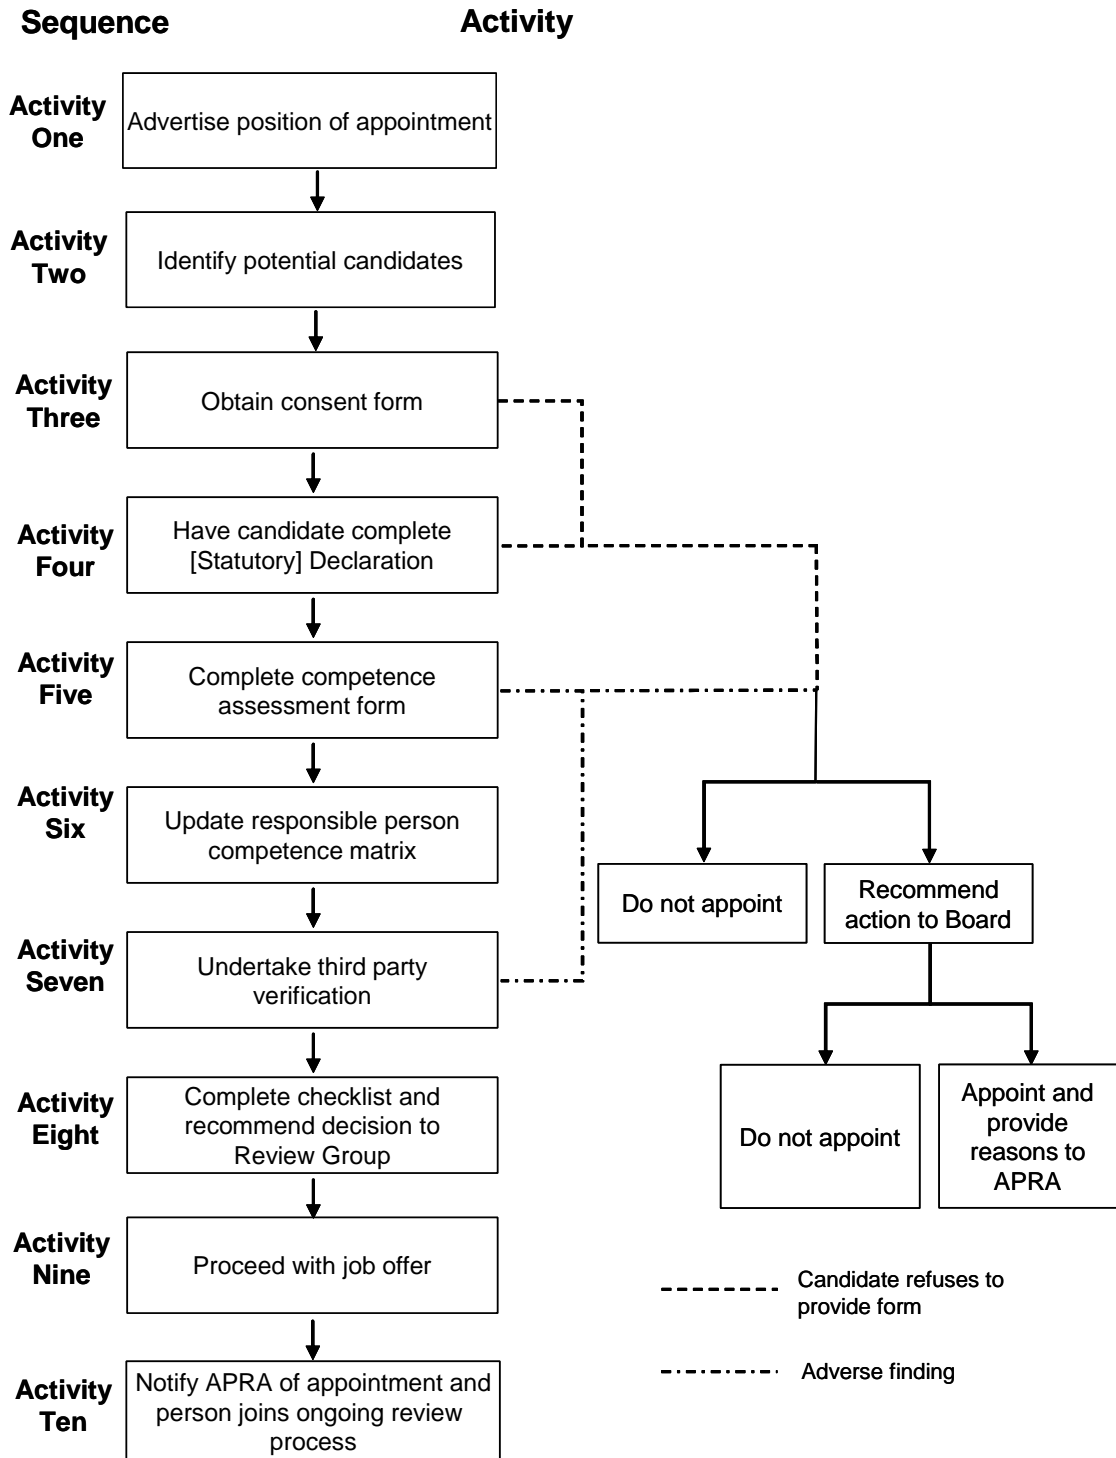 Sequence
Activity
Activity
One
Advertise position of appointment
Activity
Two
Identify potential candidates
Activity
Three
Obtain consent form
Activity
Four
Have candidate complete
[Statutory] Declaration
Activity
Five
Complete competence
assessment form
Activity
Six
Update responsible person
competence matrix
Do not appoint
Recommend
action to Board
Activity
Seven
Undertake third party
verification
Activity
Eight
Complete checklist and
recommend decision to
Review Group
Do not appoint
Appoint and
provide
reasons to
APRA
Activity
Nine
Proceed with job offer
Candidate refuses to
provide form
Adverse finding
Activity
Ten
Notify APRA of appointment and
person joins ongoing review
process